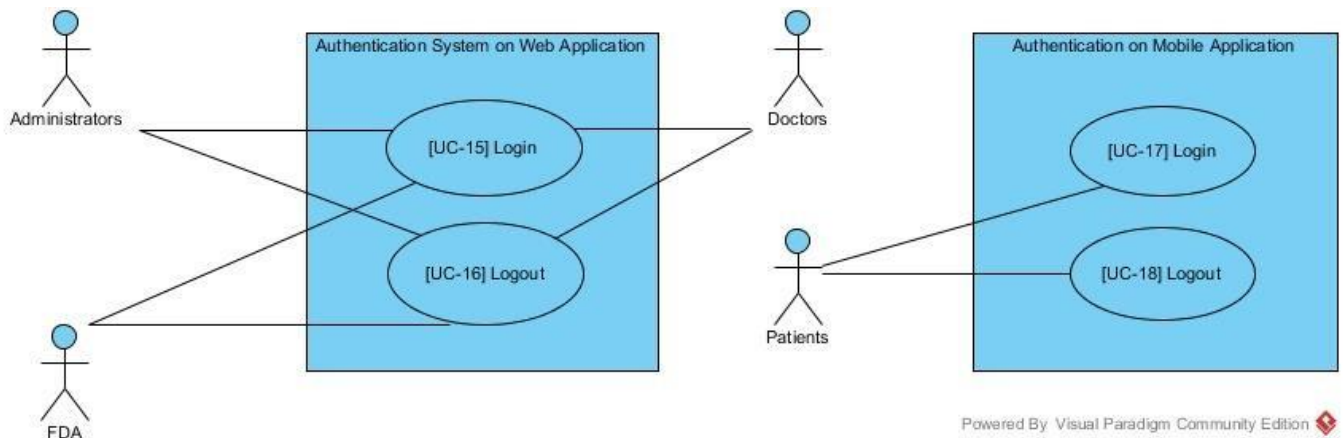 Authentication System on Web Application
Authentication on Mobile Application
Administrators
Doctors
[UC-15] Login
[UC-17] Login
[UC-16] Logout
[UC-18] Logout
Patients
FDA
Powered By Visual Paradigm Community Edition